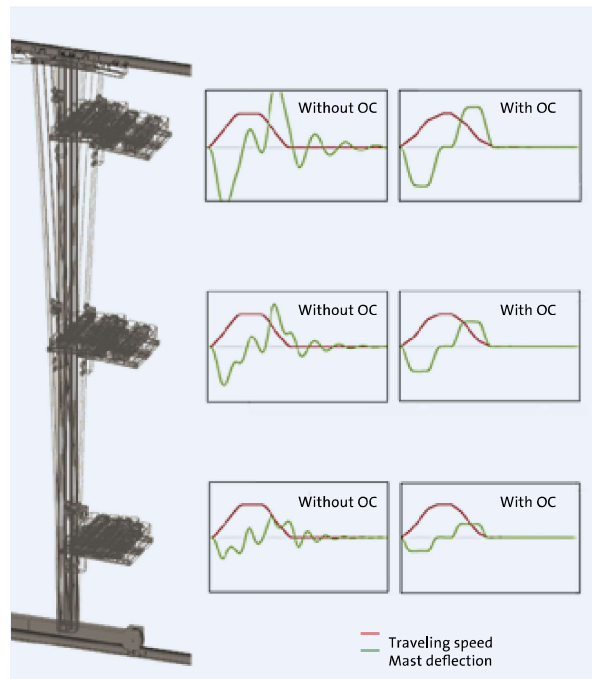 Without OC
With OC
Without OC
With OC
Without OC
With OC
Traveling speed
Mast deflection